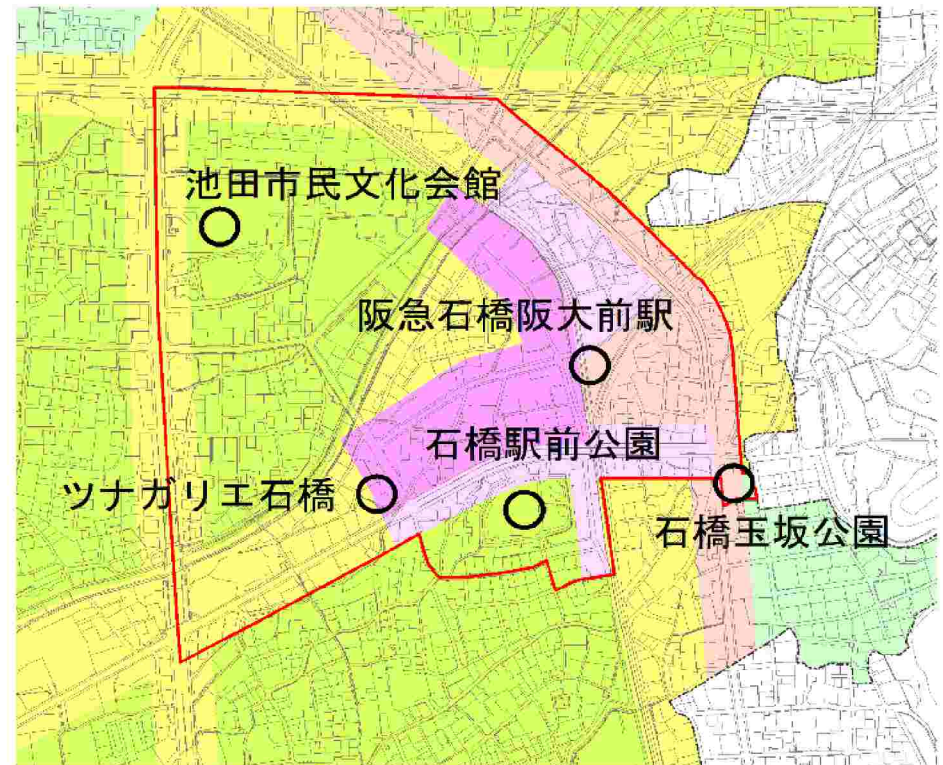 池田市民文化会館
阪急石橋阪大前駅
石橋駅前公園
ツナガリエ石橋
石橋玉坂公園